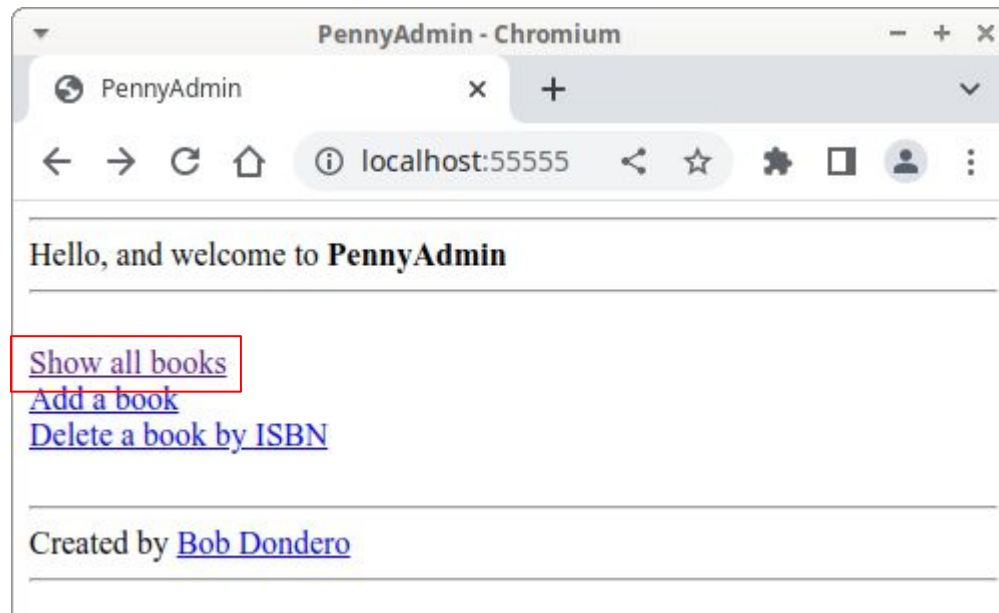 PennyAdmin - Chromium
PennyAdmin
localhost:55555
Hello, and welcome to PennyAdmin
Show all books
Add a book
Delete a book by ISBN
Created by Bob Dondero